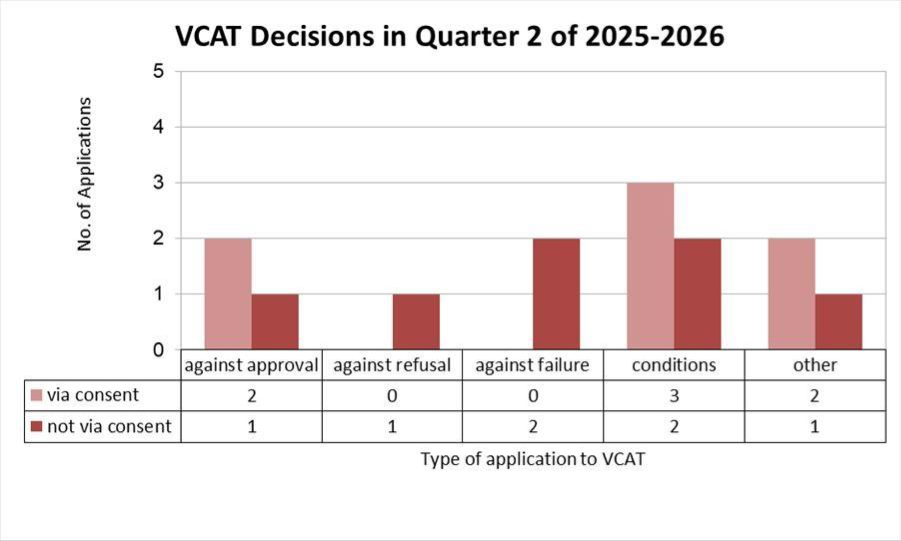 VCAT Decisions in Quarter 2 of 2025-2026
No. of Applications
5
4
3
2
1
0
against approval against refusal against failure conditions other
via consent 2 0 0 3 2
not via consent 1 1 2 2 1
Type of application to VCAT